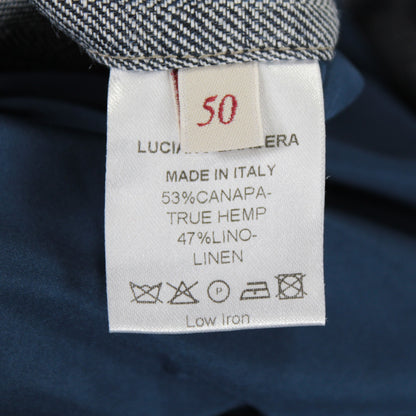 50
MADE IN ITALY
53%CANAPA-
TRUE HEMP
47%LINO-
LINEN
P
Low Iron